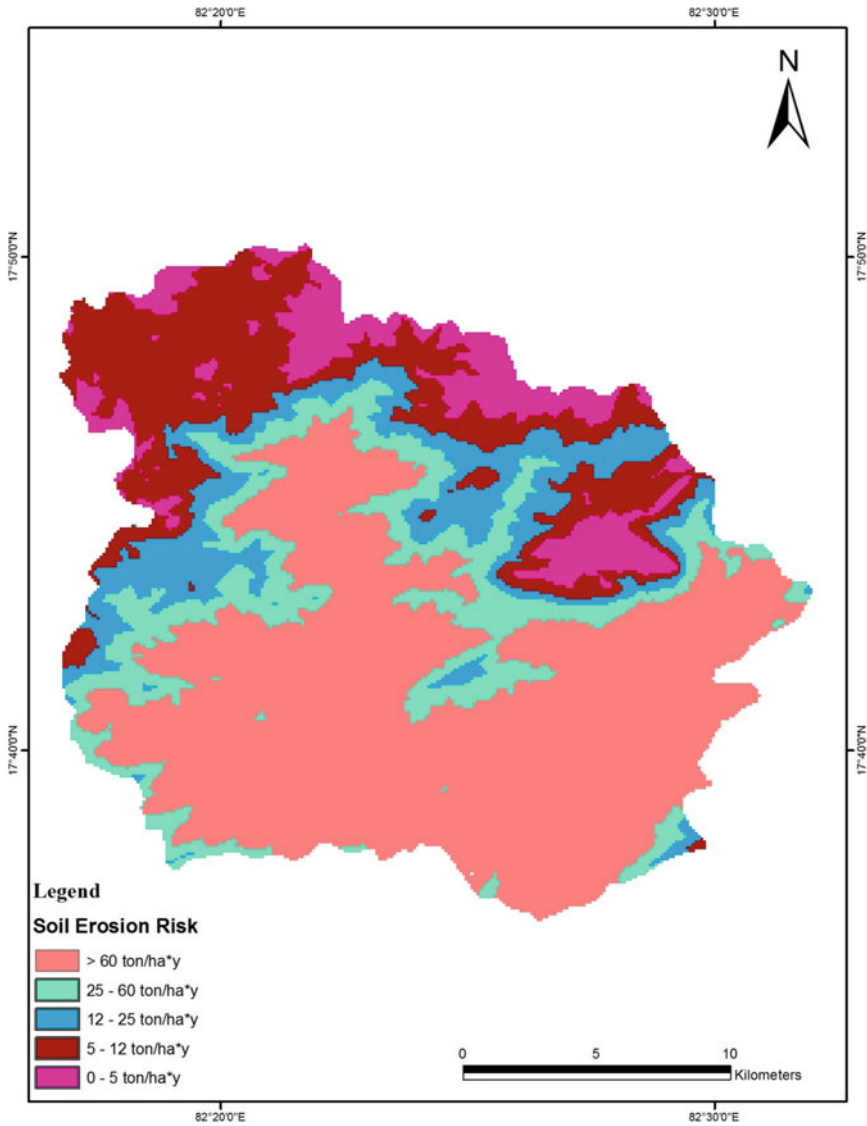 82°20'0"E 82°30'0"E
N
17°50'0"N 17°50'0"N
17°40'0"N 17°40'0"N
Legend
Soil Erosion Risk
> 60 ton/ha*y
25 - 60 ton/ha*y
12 - 25 ton/ha*y
5 - 12 ton/ha*y
0 - 5 ton/ha*y
0 5 10
Kilometers
82°20'0"E 82°30'0"E